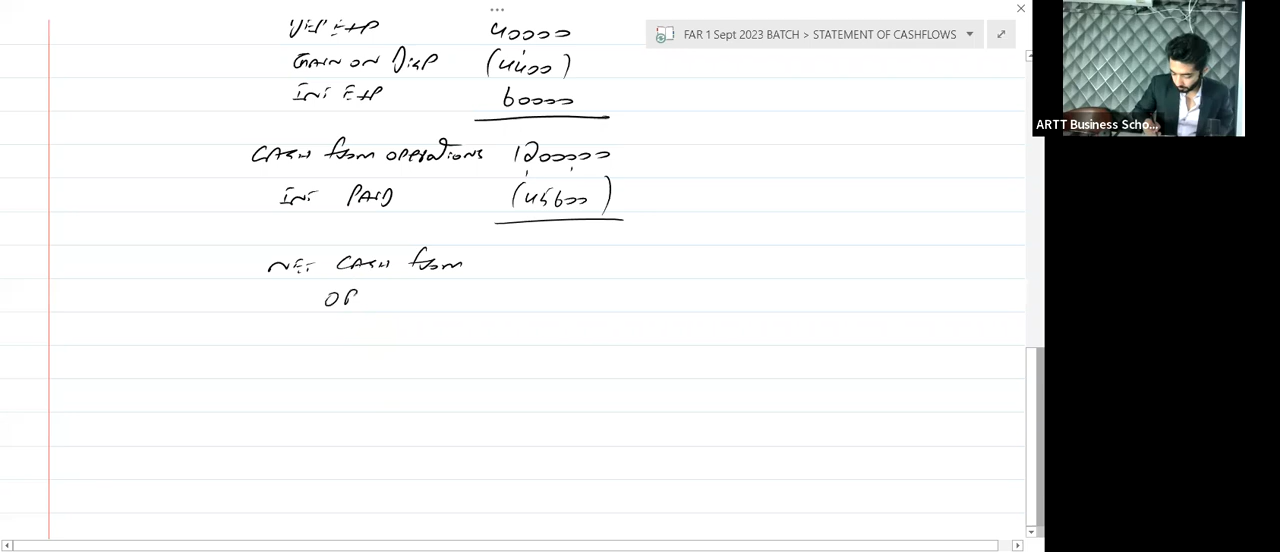 FAR 1 Sept 2023 BATCH > STATEMENT OF CASHFLOWS
DEP EXP 40000
GAIN ON DISP (4400)
INT EXP 60000
CASH from OPERATIONS
INT PAID (45600)
NET CASH from
OP
ARTT Business Scho...